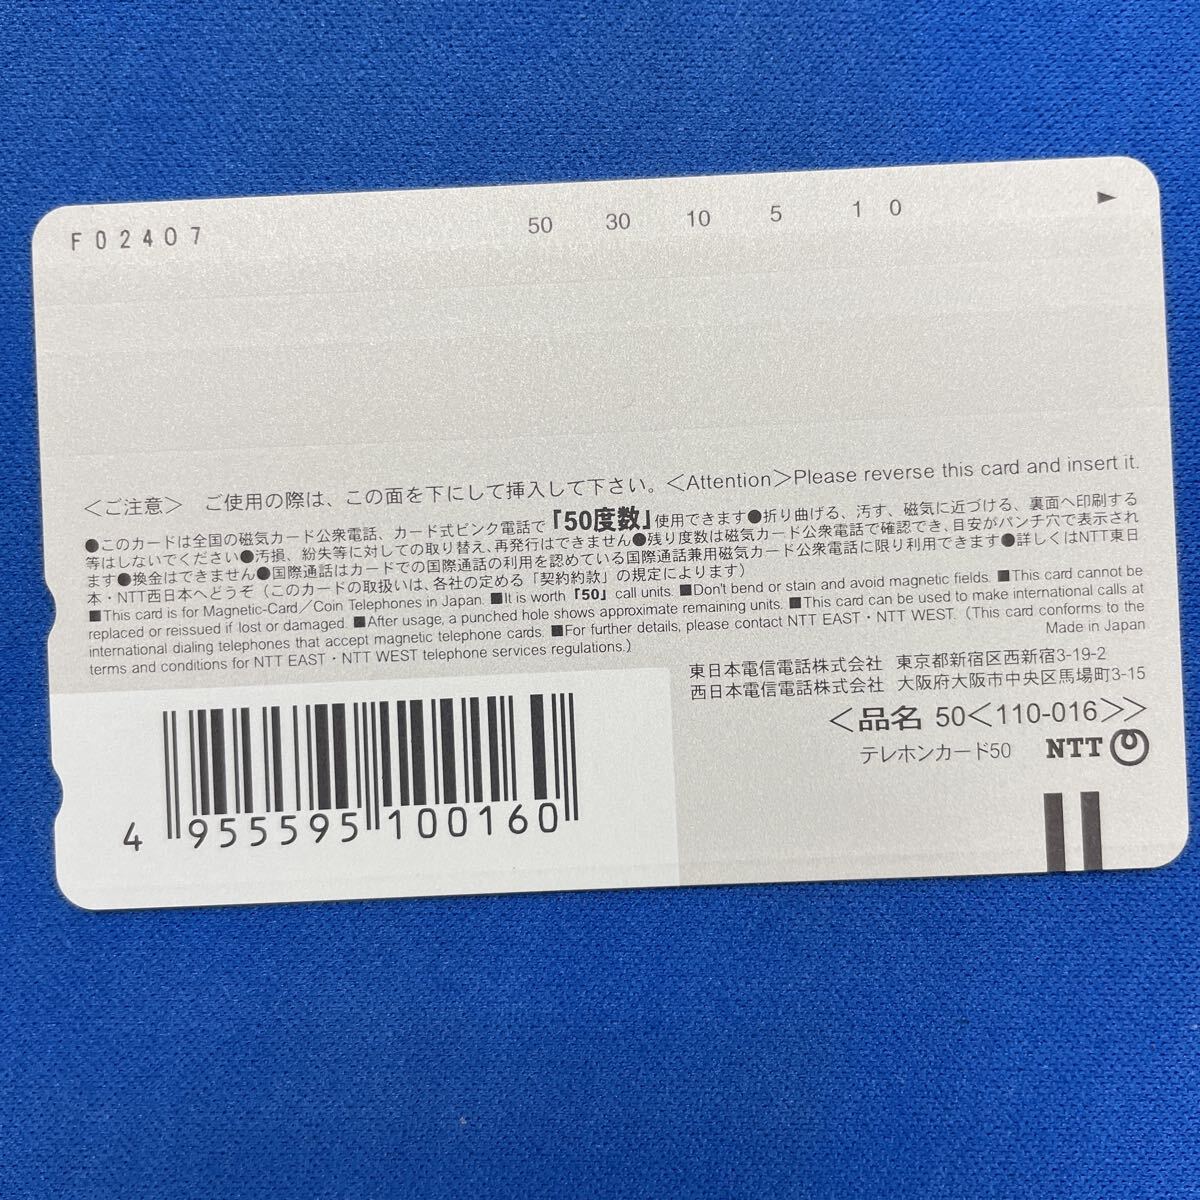 F02407 50 30 10 5 1 0 ▶
＜ご注意＞ ご使用の際は、この面を下にして挿入して下さい。＜Attention＞Please reverse this card and insert it.
●このカードは全国の磁気カード公衆電話、カード式ピンク電話で「50度数」使用できます●折り曲げる、汚す、磁気に近づける、裏面へ印刷する
等はしないでください●汚損、紛失等に対しての取り替え、再発行はできません●残り度数は磁気カード公衆電話で確認でき、目安がパンチ穴で表示され
ます●換金はできません●国際通話はカードでの国際通話の利用を認めている国際通話兼用磁気カード公衆電話に限り利用できます●詳しくはNTT東日
本・NTT西日本へどうぞ（このカードの取扱いは、各社の定める「契約約款」の規定によります）
■This card is for Magnetic-Card／Coin Telephones in Japan. ■It is worth「50」call units. ■Don't bend or stain and avoid magnetic fields. ■This card cannot be
replaced or reissued if lost or damaged. ■After usage, a punched hole shows approximate remaining units. ■This card can be used to make international calls at
international dialing telephones that accept magnetic telephone cards. ■For further details, please contact NTT EAST・NTT WEST. (This card conforms to the
terms and conditions for NTT EAST・NTT WEST telephone services regulations.)
Made in Japan
東日本電信電話株式会社 東京都新宿区西新宿3-19-2
西日本電信電話株式会社 大阪府大阪市中央区馬場町3-15
＜品名 50＜110-016＞＞
テレホンカード50 NTT
4 955595 100160